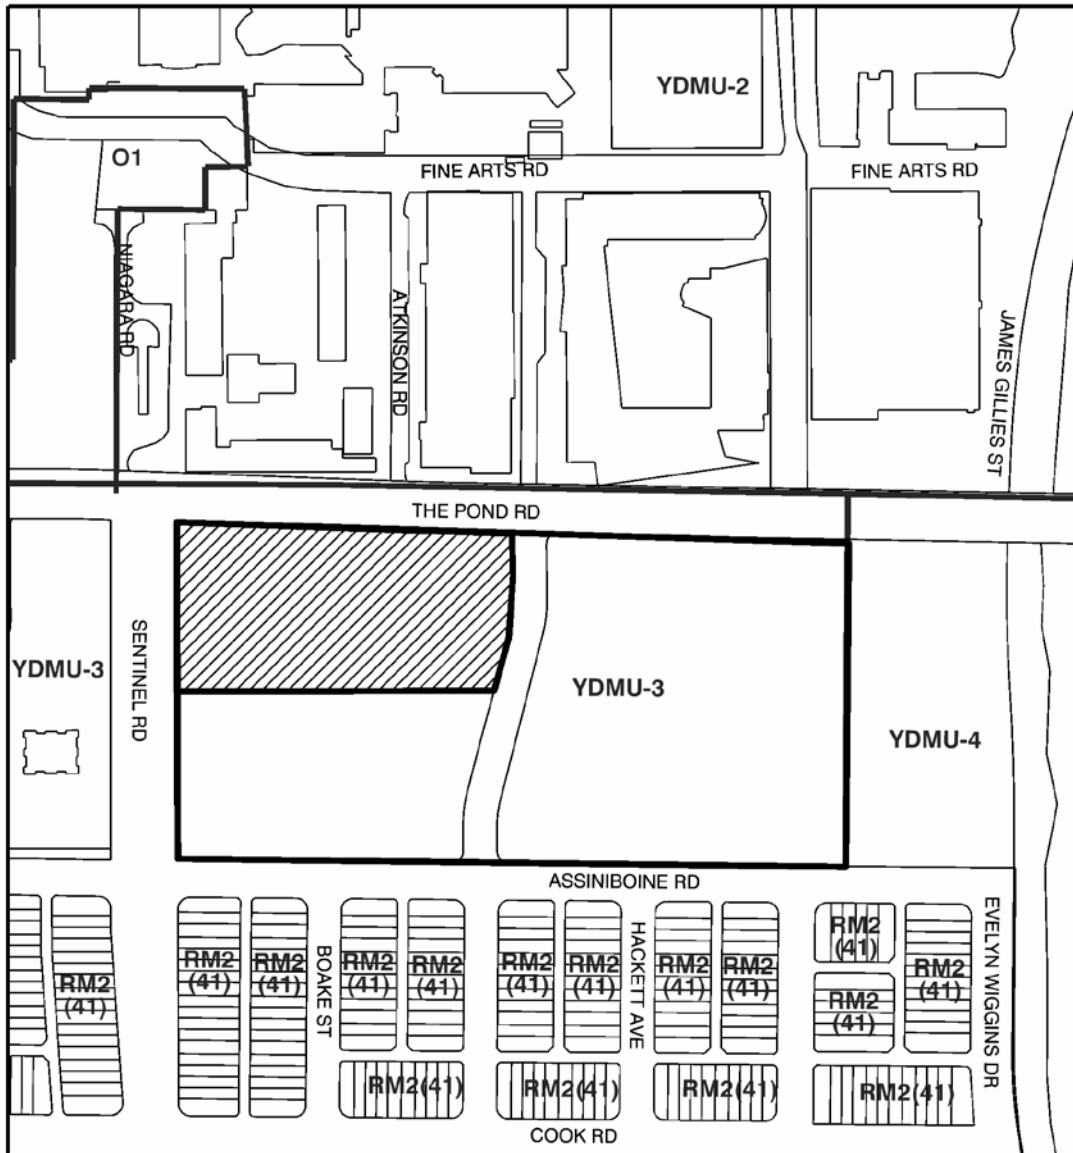 YDMU-2
O1
FINE ARTS RD
FINE ARTS RD
NIAGARA RD
ATKINSON RD
JAMES GILLIES ST
THE POND RD
SENTINEL RD
YDMU-3
YDMU-3
YDMU-4
ASSINIBOINE RD
RM2
(41)
RM2
(41)
RM2
(41)
BOAKE ST
RM2
(41)
RM2
(41)
RM2
(41)
RM2
(41)
HACKETT AVE
RM2
(41)
RM2
(41)
RM2
(41)
RM2
(41)
RM2
(41)
EVELYN WIGGINS DR
RM2(41)
RM2(41)
RM2(41)
RM2(41)
COOK RD